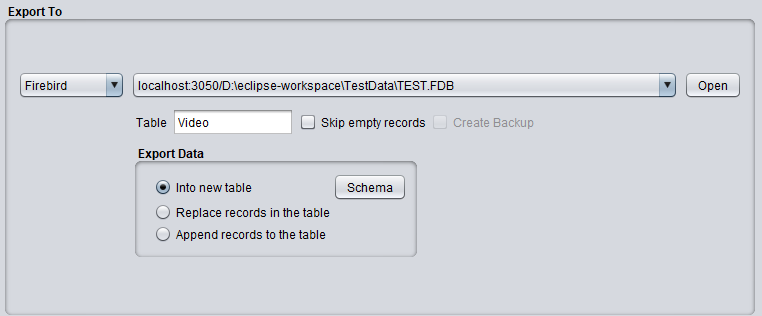 Export To
Firebird localhost:3050/D:\eclipse-workspace\TestData\TEST.FDB Open
Table Video Skip empty records Create Backup
Export Data
Into new table Schema
Replace records in the table
Append records to the table